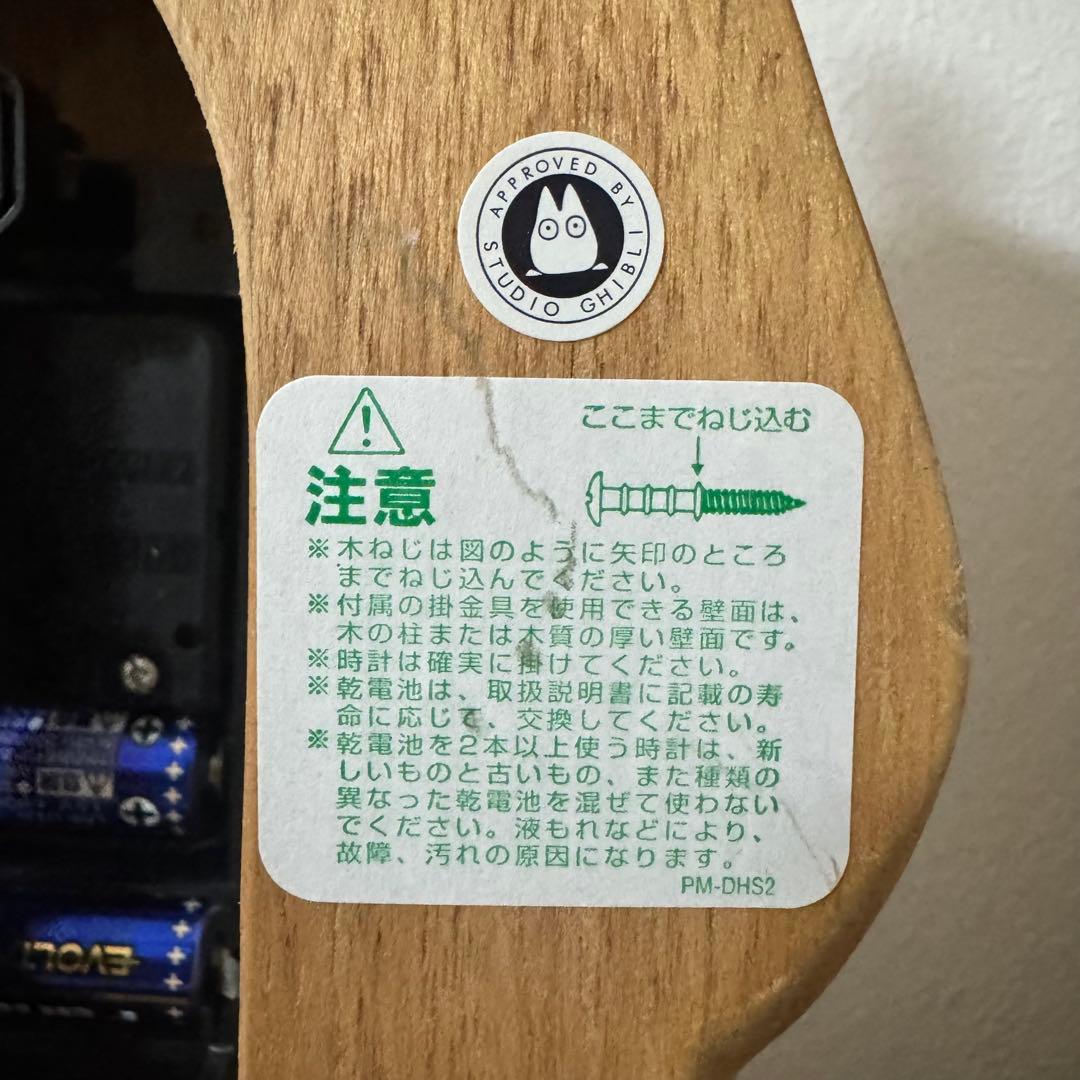 APPROVED BY
STUDIO GHIBLI
ここまでねじ込む
注意
※木ねじは図のように矢印のところ
までねじ込んでください。
※付属の掛金具を使用できる壁面は、
木の柱または木質の厚い壁面です。
※時計は確実に掛けてください。
※乾電池は、取扱説明書に記載の寿
命に応じて、交換してください。
※乾電池を2本以上使う時計は、新
しいものと古いもの、また種類の
異なった乾電池を混ぜて使わない
でください。液もれなどにより、
故障、汚れの原因になります。
PM-DHS2
EVOLT